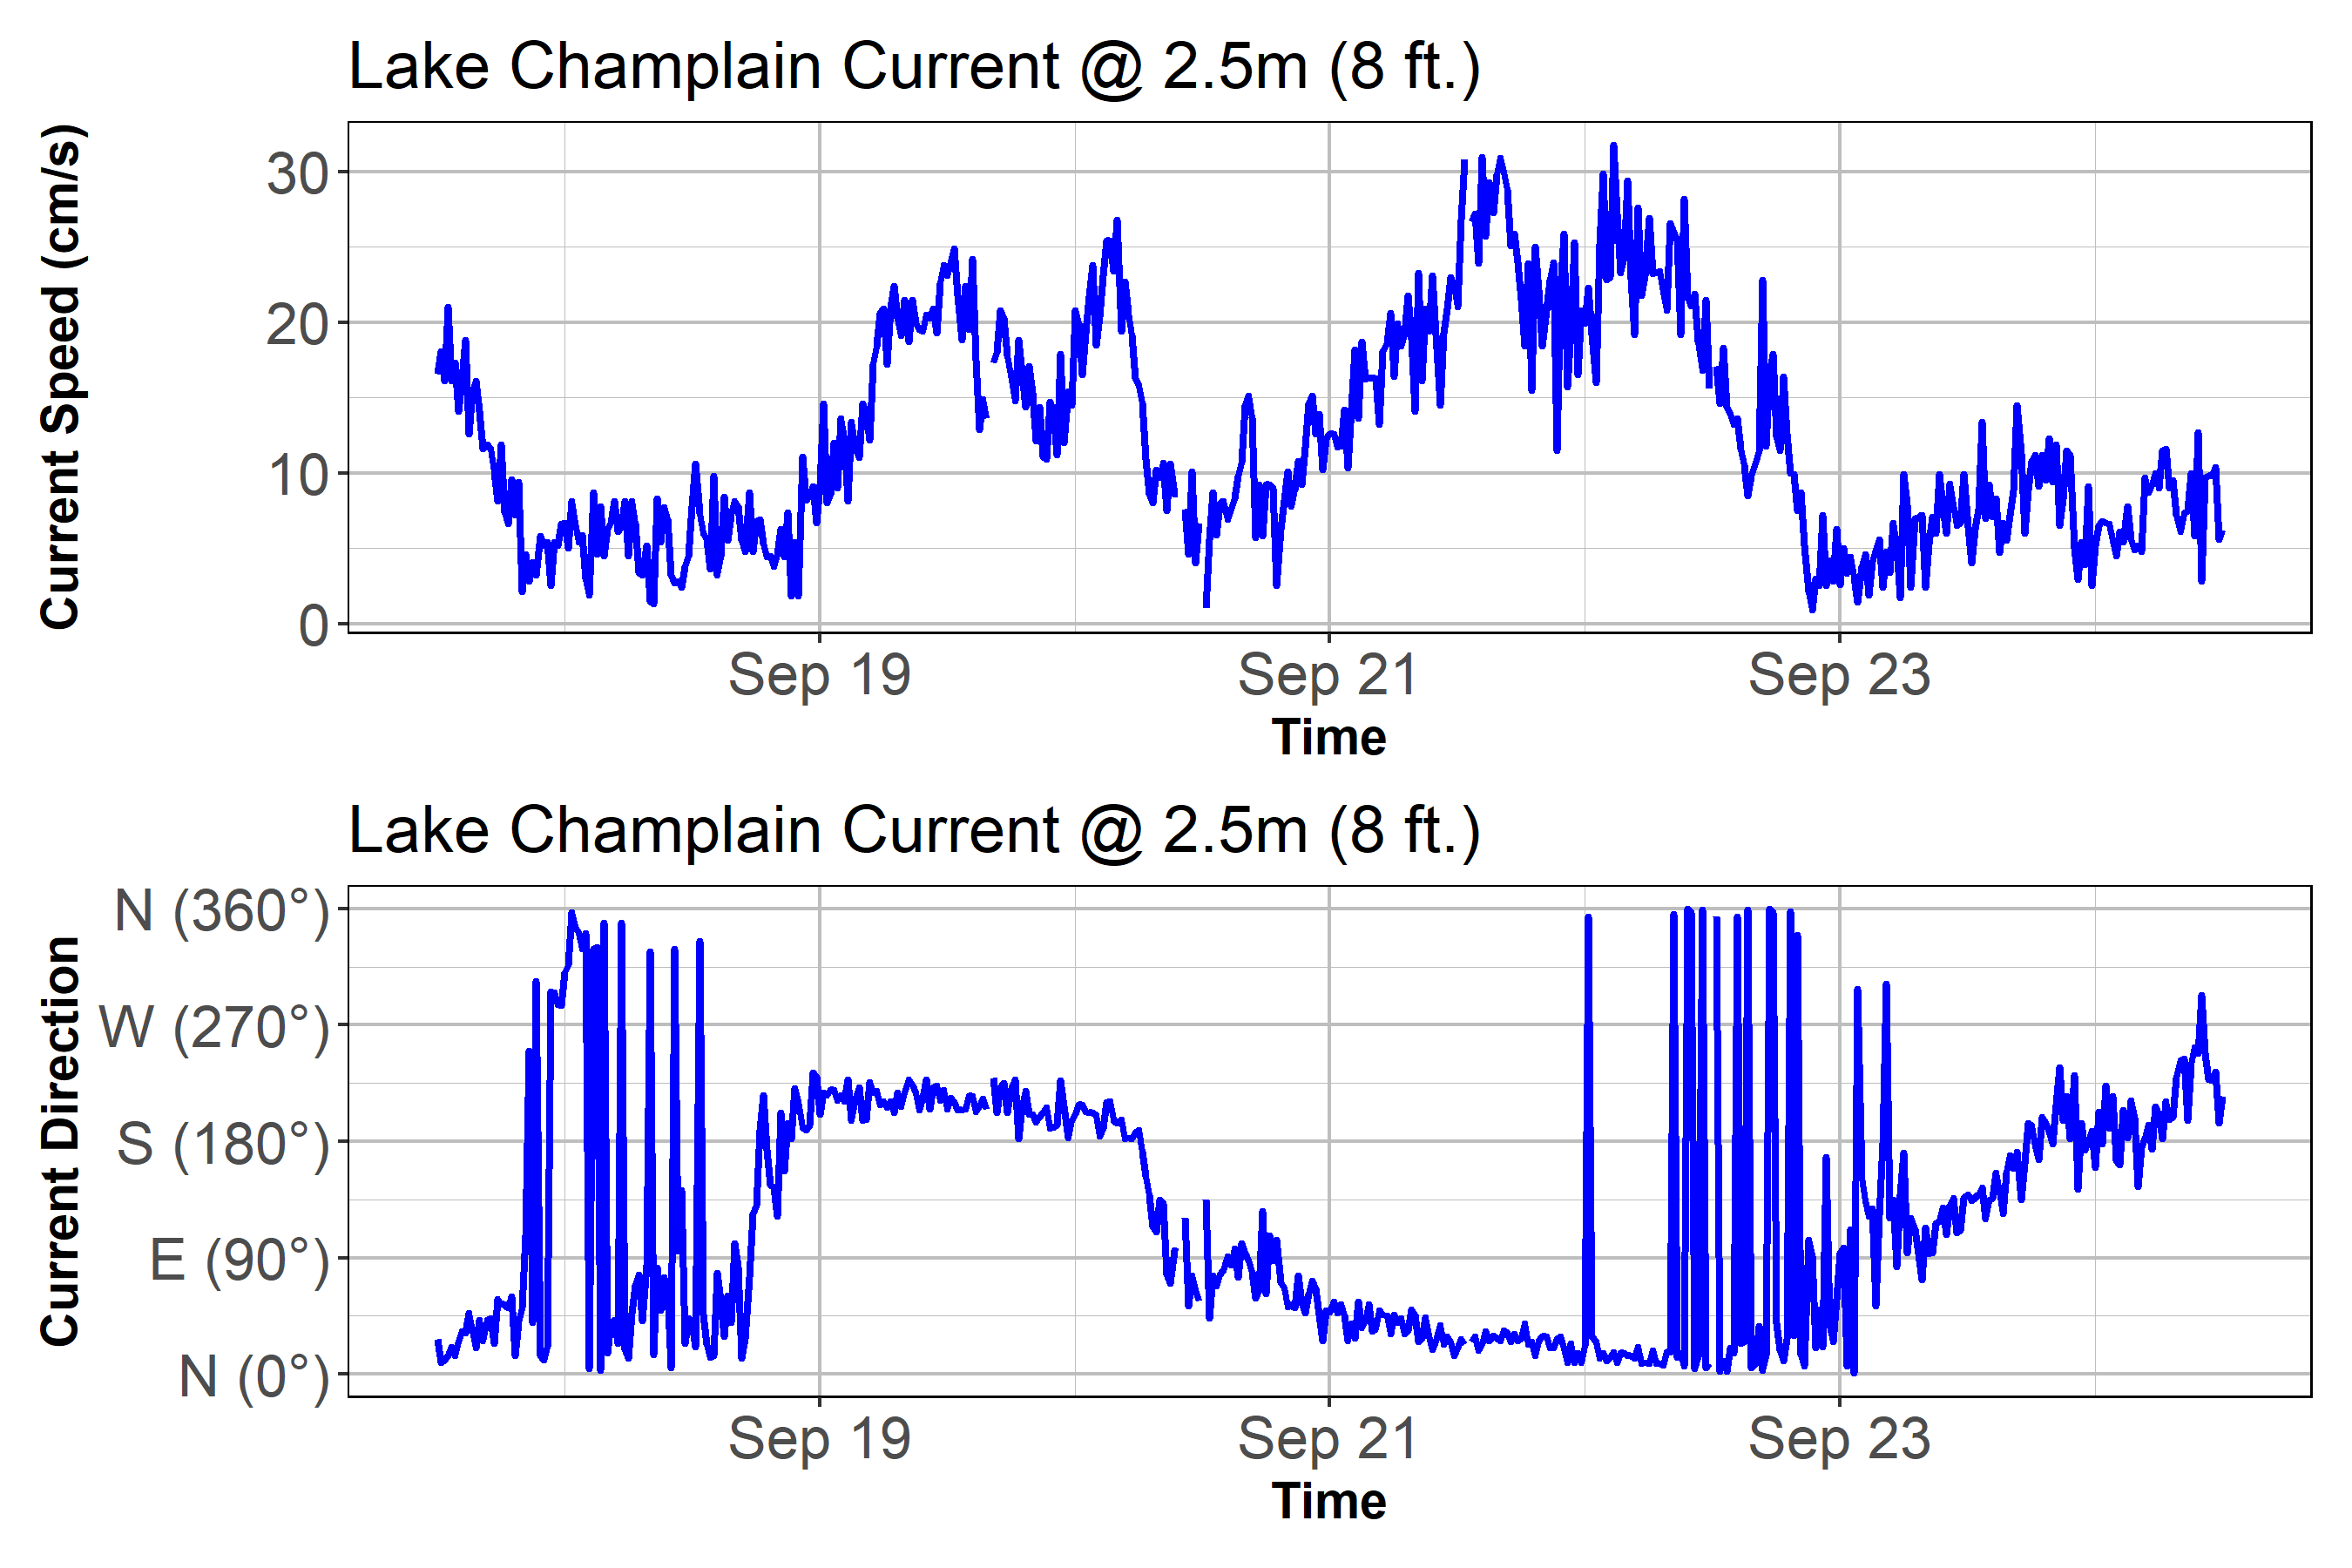 Lake Champlain Current @ 2.5m (8 ft.)
Current Speed (cm/s)
30
20
10
0
Sep 19 Sep 21 Sep 23
Time
Lake Champlain Current @ 2.5m (8 ft.)
Current Direction
N (360°)
W (270°)
S (180°)
E (90°)
N (0°)
Sep 19 Sep 21 Sep 23
Time